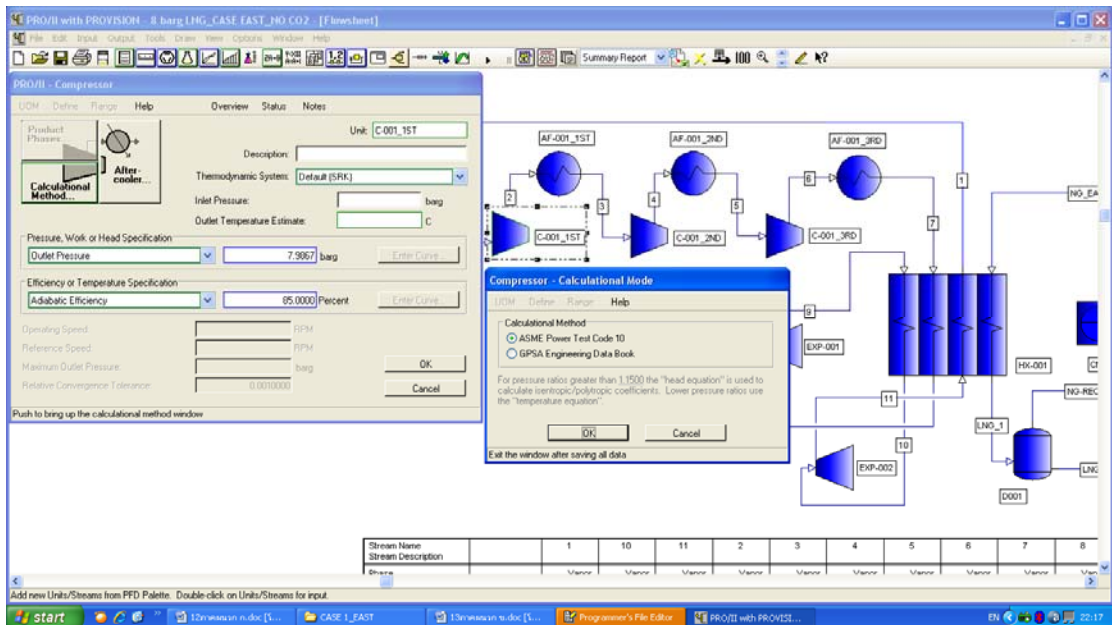 PRO/II with PROVISION - 8 barg LNG_CASE EAST_NO CO2 - [Flowsheet]
File Edit Input Output Tools Draw View Options Window Help
Summary Report
PRO/II - Compressor
UOM Define Range Help Overview Status Notes
Product Phases...
After-cooler...
Calculational Method...
Unit: C-001_1ST
Description:
Thermodynamic System: Default (SRK)
Inlet Pressure: barg
Outlet Temperature Estimate: C
Pressure, Work or Head Specification
Outlet Pressure 7.9867 barg Enter Curve...
Efficiency or Temperature Specification
Adiabatic Efficiency 85.0000 Percent Enter Curve...
Operating Speed: RPM
Reference Speed: RPM
Maximum Outlet Pressure: barg
Relative Convergence Tolerance: 0.0010000
OK
Cancel
Push to bring up the calculational method window
AF-001_1ST
AF-001_2ND
AF-001_3RD
2
3
4
5
6
7
1
C-001_1ST
C-001_2ND
C-001_3RD
NG_EA
Compressor - Calculational Mode
UOM Define Range Help
Calculational Method
ASME Power Test Code 10
GPSA Engineering Data Book
For pressure ratios greater than 1.1500 the "head equation" is used to
calculate isentropic/polytropic coefficients. Lower pressure ratios use
the "temperature equation".
OK Cancel
Exit the window after saving all data
9
EXP-001
HX-001
11
10
EXP-002
LNG_1
D001
LNG
Stream Name 1 10 11 2 3 4 5 6 7 8
Stream Description
Phase Vapor Vapor Vapor Vapor Vapor Vapor Vapor Vapor Vapor
Add new Units/Streams from PFD Palette. Double-click on Units/Streams for input.
start
CASE 1_EAST
Programmer's File Editor
PRO/II with PROVISI...
EN
22:17